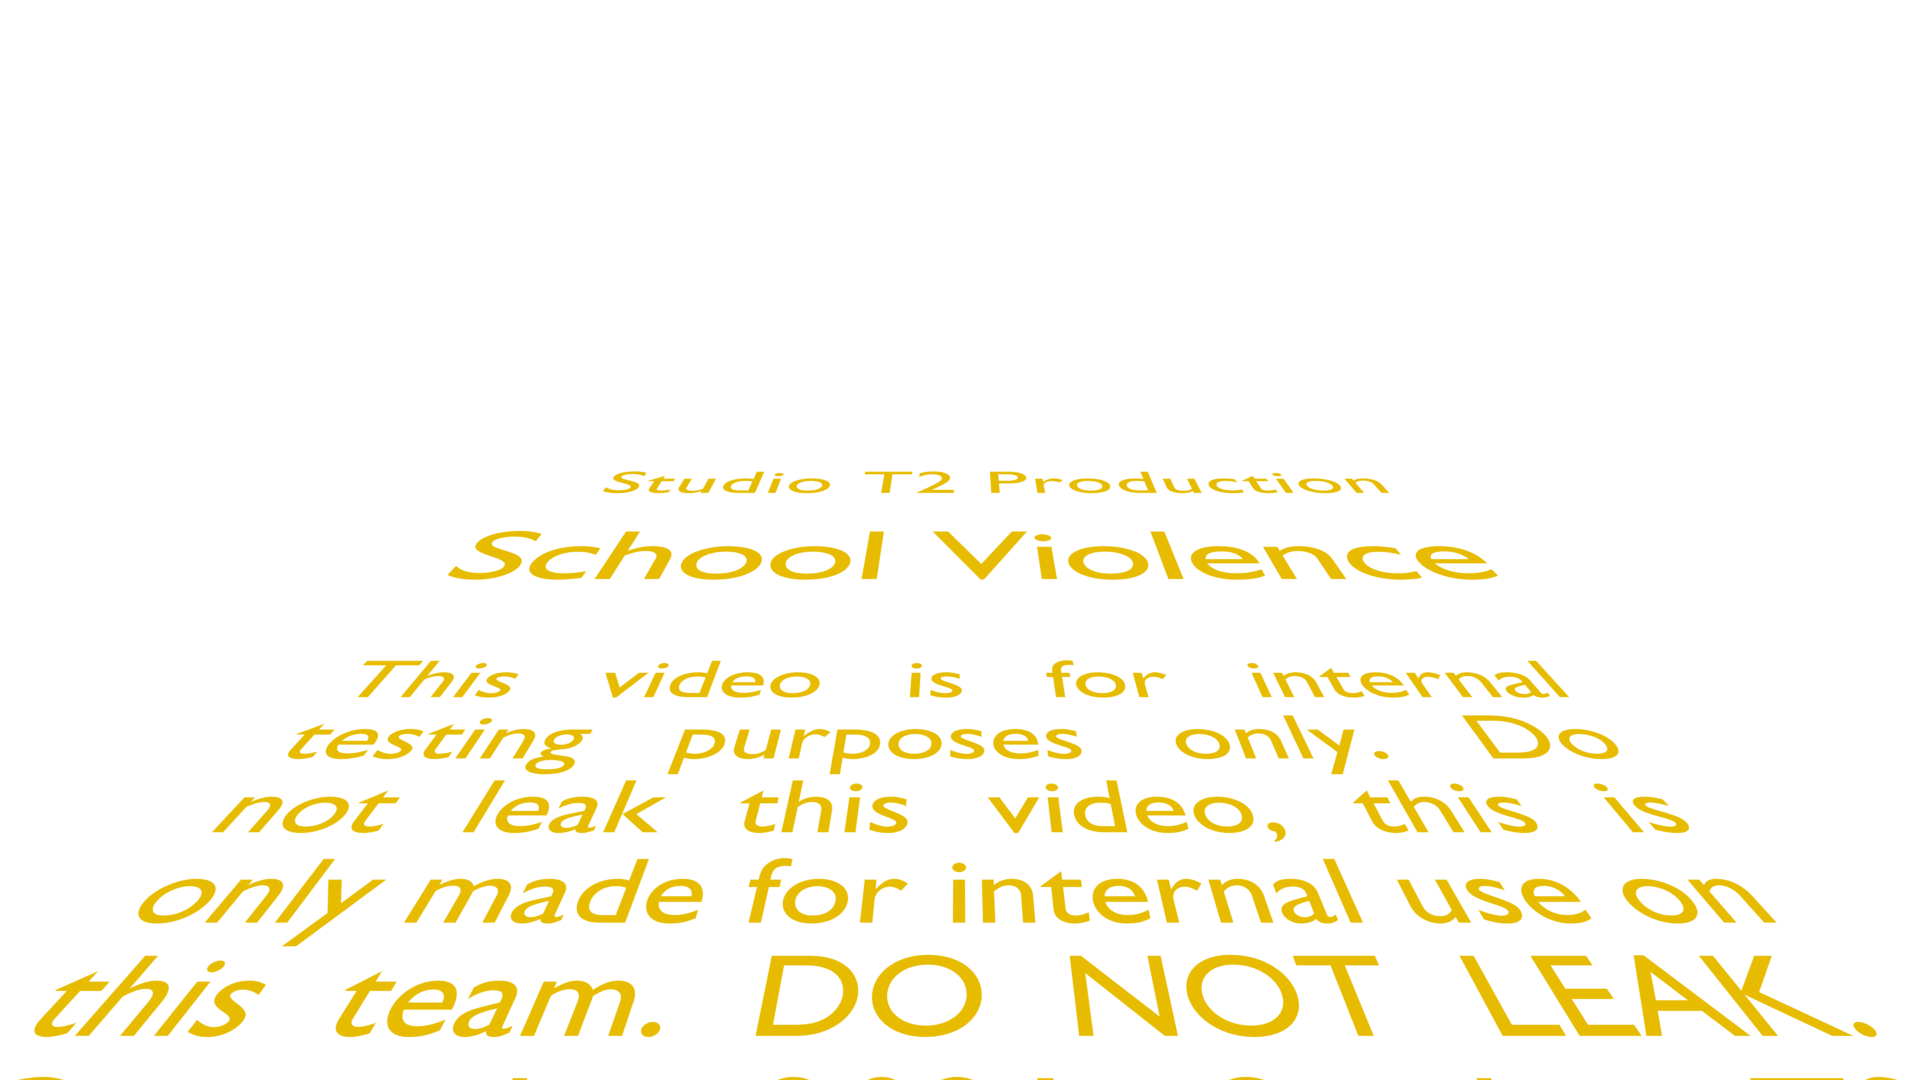 Studio T2 Production
School Violence
This video is for internal
testing purposes only. Do
not leak this video, this is
only made for internal use on
this team. DO NOT LEAK.